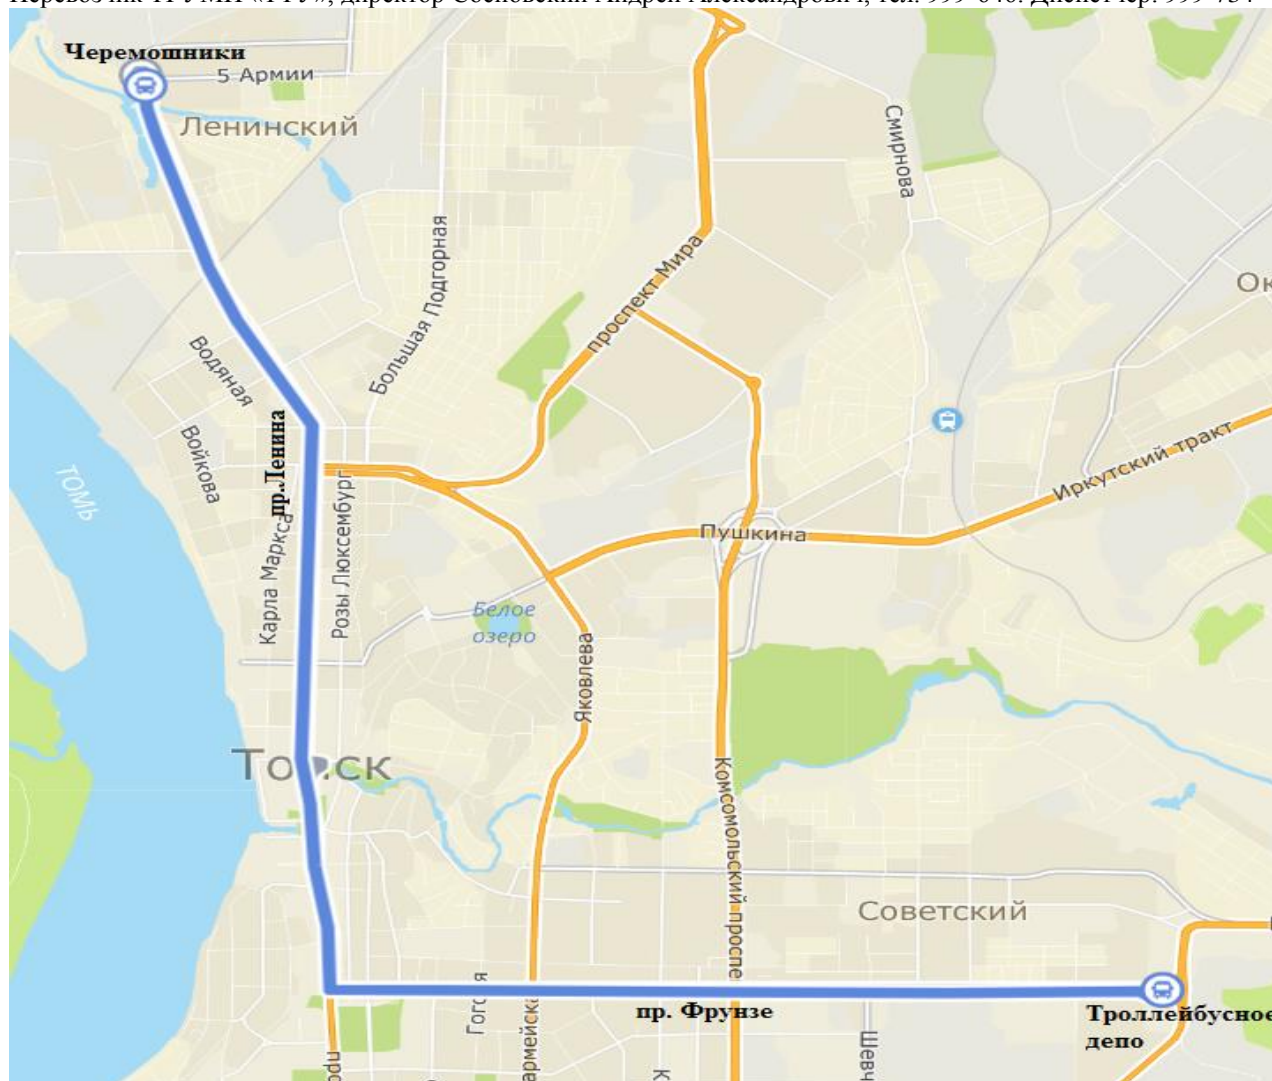 Черемошники
5 Армии
Ленинский
Смирнова
Большая Подгорная
проспект Мира
Водяная
Войкова
пр.Ленина
ТОМЬ
Карла Маркса
Розы Люксембург
Иркутский тракт
Пушкина
Белое
озеро
Яковлева
Томск
Комсомольский проспе
Советский
пр. Фрунзе
Троллейбусное
депо